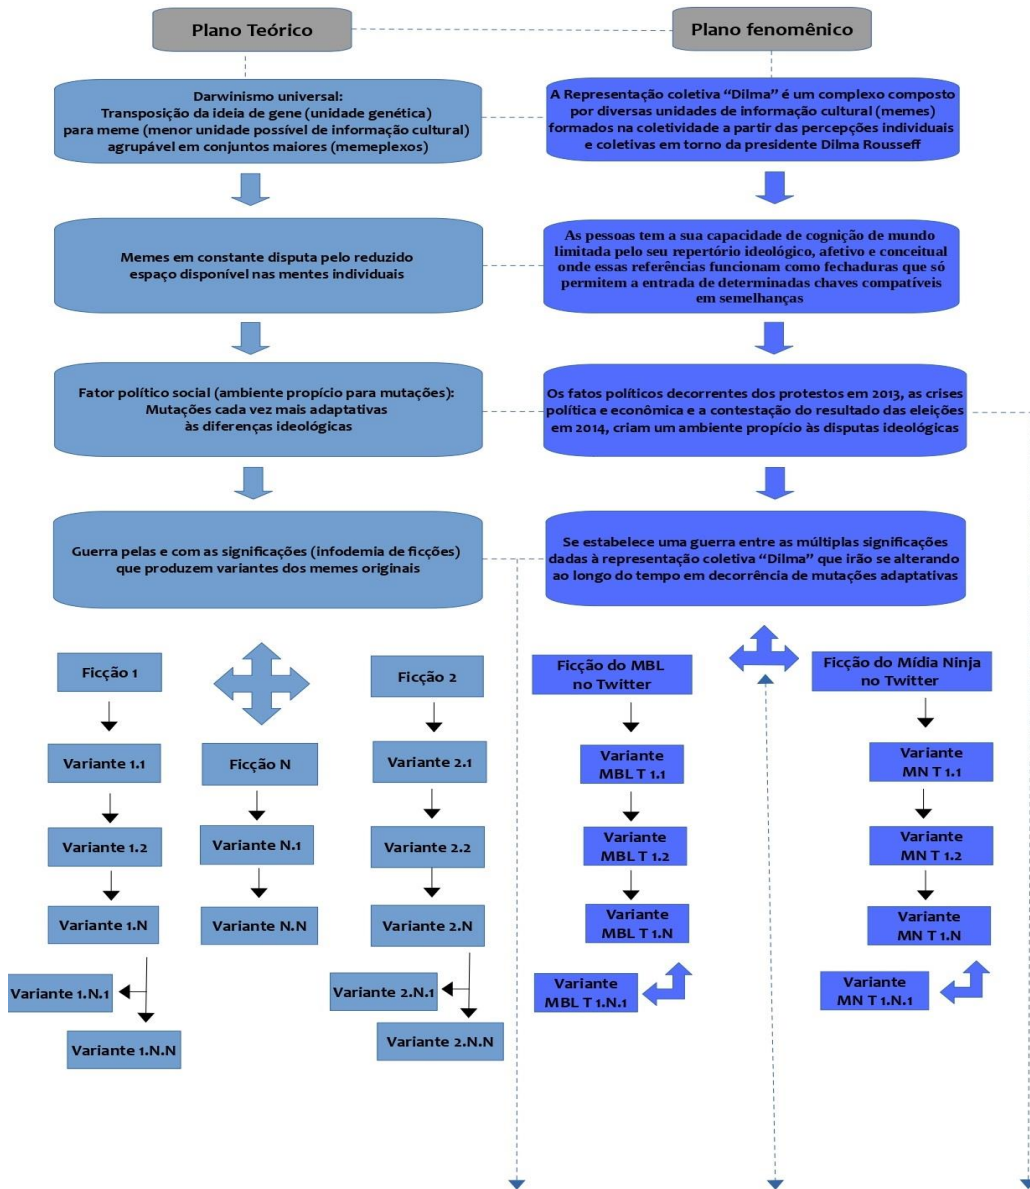 Plano Teórico
Plano fenomênico
Darwinismo universal:
Transposição da ideia de gene (unidade genética)
para meme (menor unidade possível de informação cultural)
agrupável em conjuntos maiores (memeplexos)
A Representação coletiva “Dilma” é um complexo composto
por diversas unidades de informação cultural (memes)
formados na coletividade a partir das percepções individuais
e coletivas em torno da presidente Dilma Rousseff
Memes em constante disputa pelo reduzido
espaço disponível nas mentes individuais
As pessoas tem a sua capacidade de cognição de mundo
limitada pelo seu repertório ideológico, afetivo e conceitual
onde essas referências funcionam como fechaduras que só
permitem a entrada de determinadas chaves compatíveis
em semelhanças
Fator político social (ambiente propício para mutações):
Mutações cada vez mais adaptativas
às diferenças ideológicas
Os fatos políticos decorrentes dos protestos em 2013, as crises
política e econômica e a contestação do resultado das eleições
em 2014, criam um ambiente propício às disputas ideológicas
Guerra pelas e com as significações (infodemia de ficções)
que produzem variantes dos memes originais
Se estabelece uma guerra entre as múltiplas significações
dadas à representação coletiva “Dilma” que irão se alterando
ao longo do tempo em decorrência de mutações adaptativas
Ficção 1
Variante 1.1
Variante 1.2
Variante 1.N
Variante 1.N.1
Variante 1.N.N
Ficção N
Variante N.1
Variante N.N
Ficção 2
Variante 2.1
Variante 2.2
Variante 2.N
Variante 2.N.1
Variante 2.N.N
Ficção do MBL
no Twitter
Variante
MBL T 1.1
Variante
MBL T 1.2
Variante
MBL T 1.N
Variante
MBL T 1.N.1
Ficção do Mídia Ninja
no Twitter
Variante
MN T 1.1
Variante
MN T 1.2
Variante
MN T 1.N
Variante
MN T 1.N.1